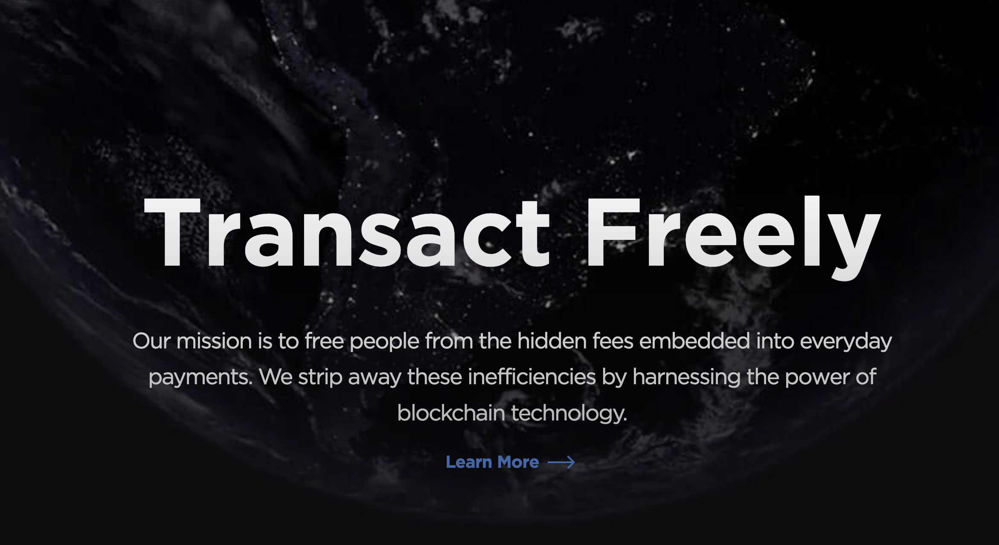 Transact Freely
Our mission is to free people from the hidden fees embedded into everyday
payments. We strip away these inefficiencies by harnessing the power of
blockchain technology.
Learn More